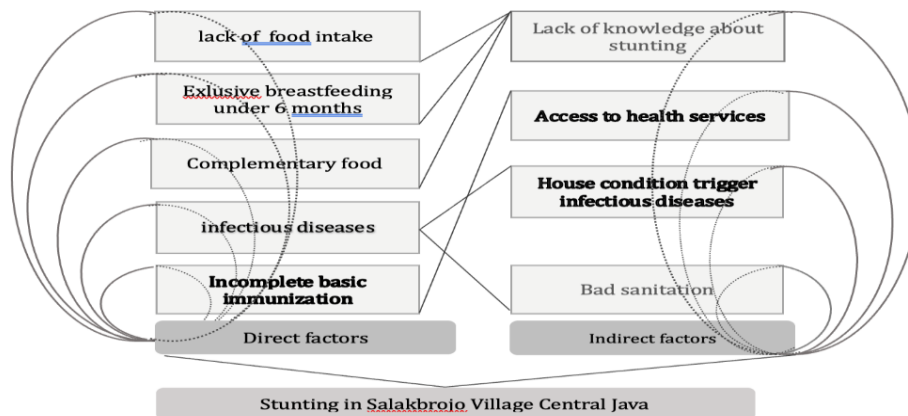 lack of food intake
Exlusive breastfeeding
under 6 months
Complementary food
infectious diseases
Incomplete basic
immunization
Direct factors
Lack of knowledge about
stunting
Access to health services
House condition trigger
infectious diseases
Bad sanitation
Indirect factors
Stunting in Salakbrojo Village Central Java